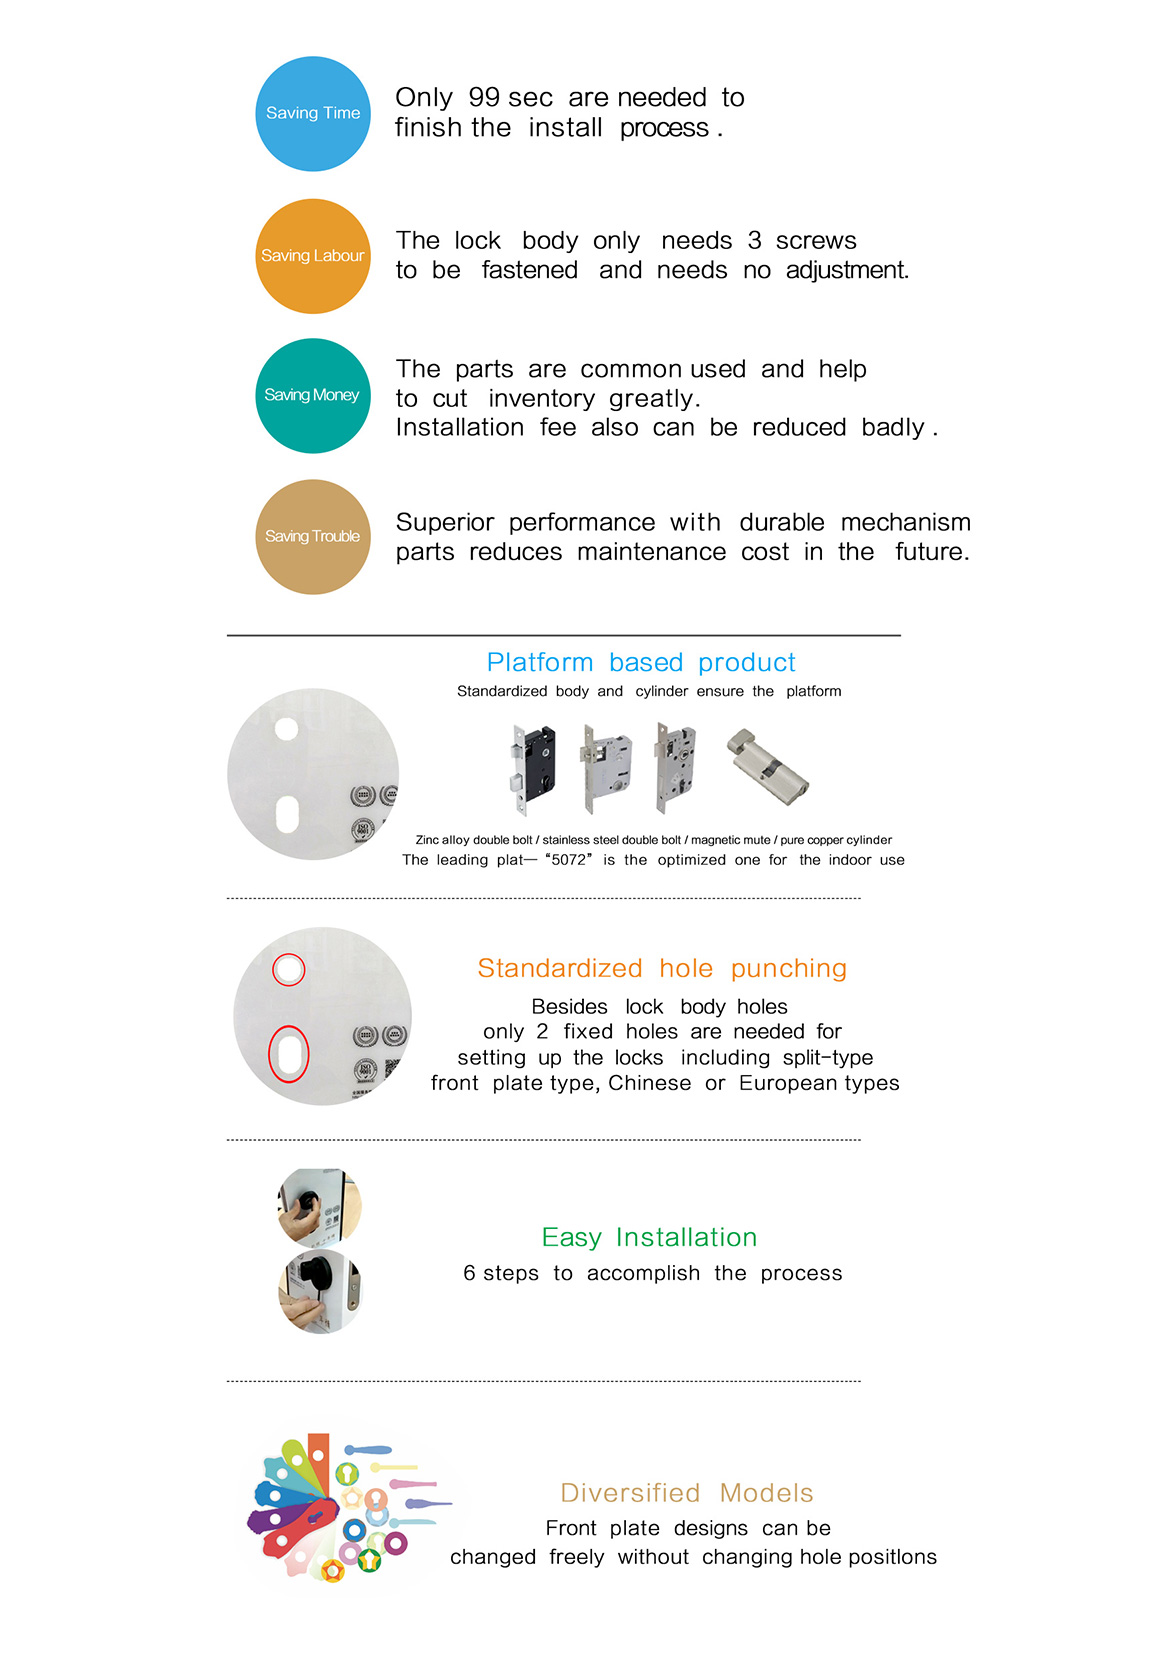 Saving Time
Only 99 sec are needed to
finish the install process .
Saving Labour
The lock body only needs 3 screws
to be fastened and needs no adjustment.
Saving Money
The parts are common used and help
to cut inventory greatly.
Installation fee also can be reduced badly .
Saving Trouble
Superior performance with durable mechanism
parts reduces maintenance cost in the future.
Platform based product
Standardized body and cylinder ensure the platform
ISO
9001
Zinc alloy double bolt / stainless steel double bolt / magnetic mute / pure copper cylinder
The leading plat— “5072” is the optimized one for the indoor use
Standardized hole punching
Besides lock body holes
only 2 fixed holes are needed for
setting up the locks including split-type
front plate type, Chinese or European types
ISO
9001
Easy Installation
6 steps to accomplish the process
Diversified Models
Front plate designs can be
changed freely without changing hole positlons